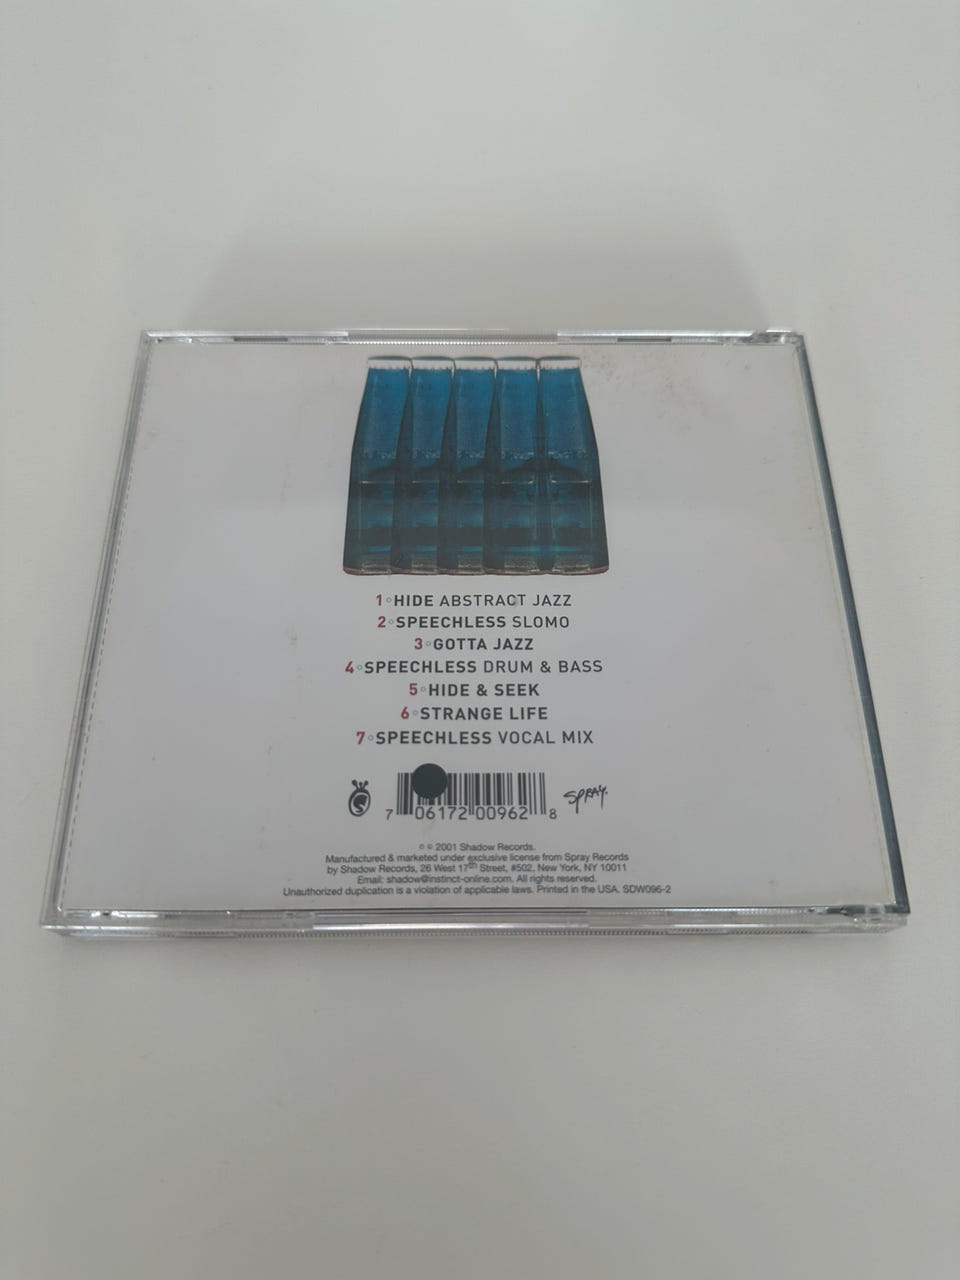 1°HIDE ABSTRACT JAZZ
2°SPEECHLESS SLOMO
3°GOTTA JAZZ
4°SPEECHLESS DRUM & BASS
5°HIDE & SEEK
6°STRANGE LIFE
7°SPEECHLESS VOCAL MIX
7 06172 00962 8
SPRAY.
℗ © 2001 Shadow Records.
Manufactured & marketed under exclusive license from Spray Records
by Shadow Records, 26 West 17th Street, #502, New York, NY 10011
Email: shadow@instinct-online.com. All rights reserved.
Unauthorized duplication is a violation of applicable laws. Printed in the USA. SDW096-2